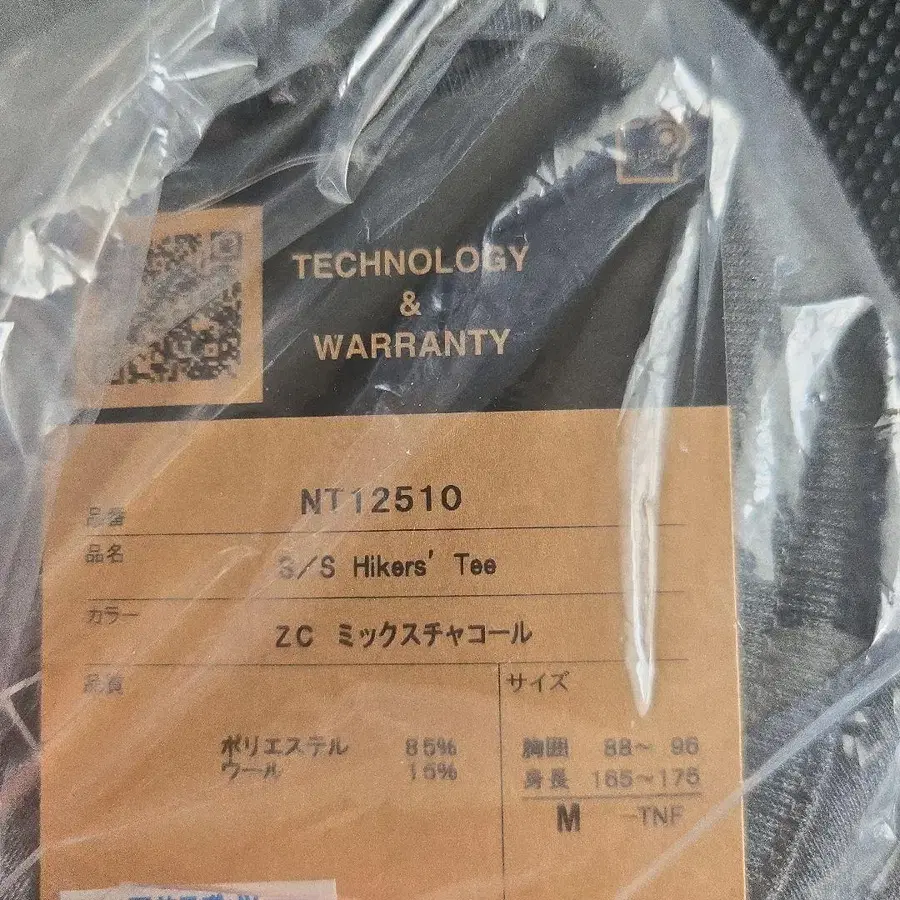 TECHNOLOGY
&
WARRANTY
品番 NT12510
品名 S/S Hikers' Tee
カラー ZC ミックスチャコール
品質
ポリエステル 85%
ウール 15%
サイズ
胸囲 88〜 96
身長 165〜175
M -TNF